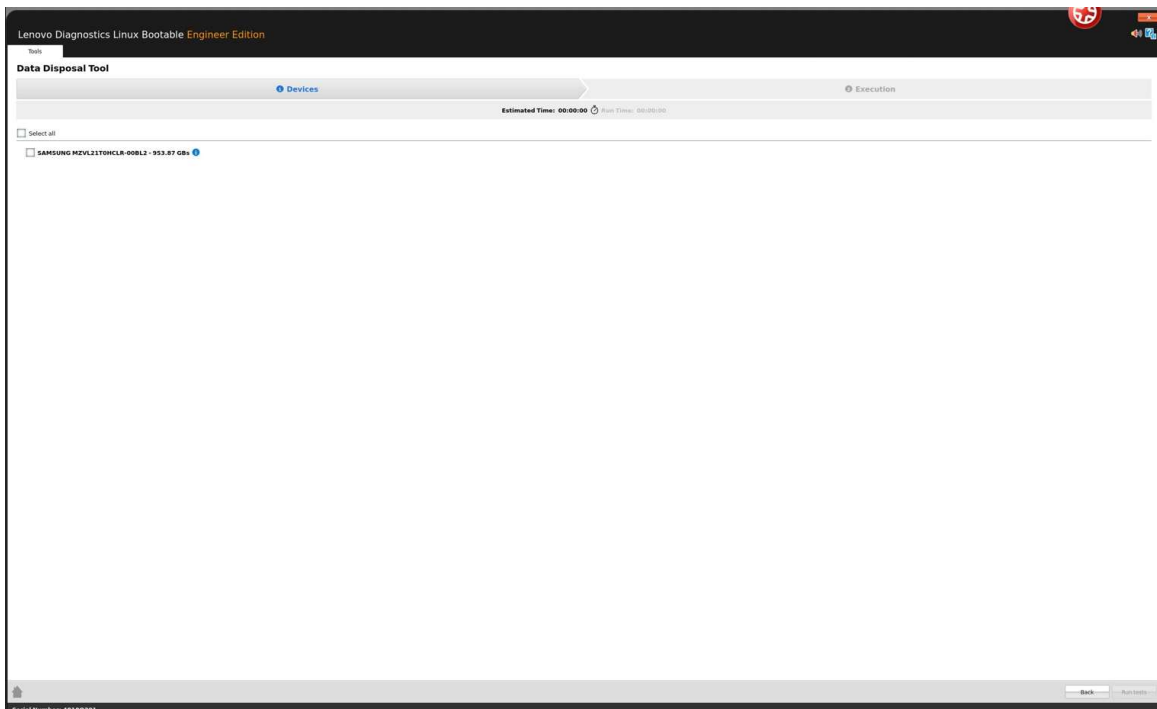 Lenovo Diagnostics Linux Bootable Engineer Edition
Tools
Data Disposal Tool
Devices
Execution
Estimated Time: 00:00:00 Run Time: 00:00:00
Select all
SAMSUNG MZVL21T0HCLR-00BL2 - 953.87 GBs
Back
Run tests